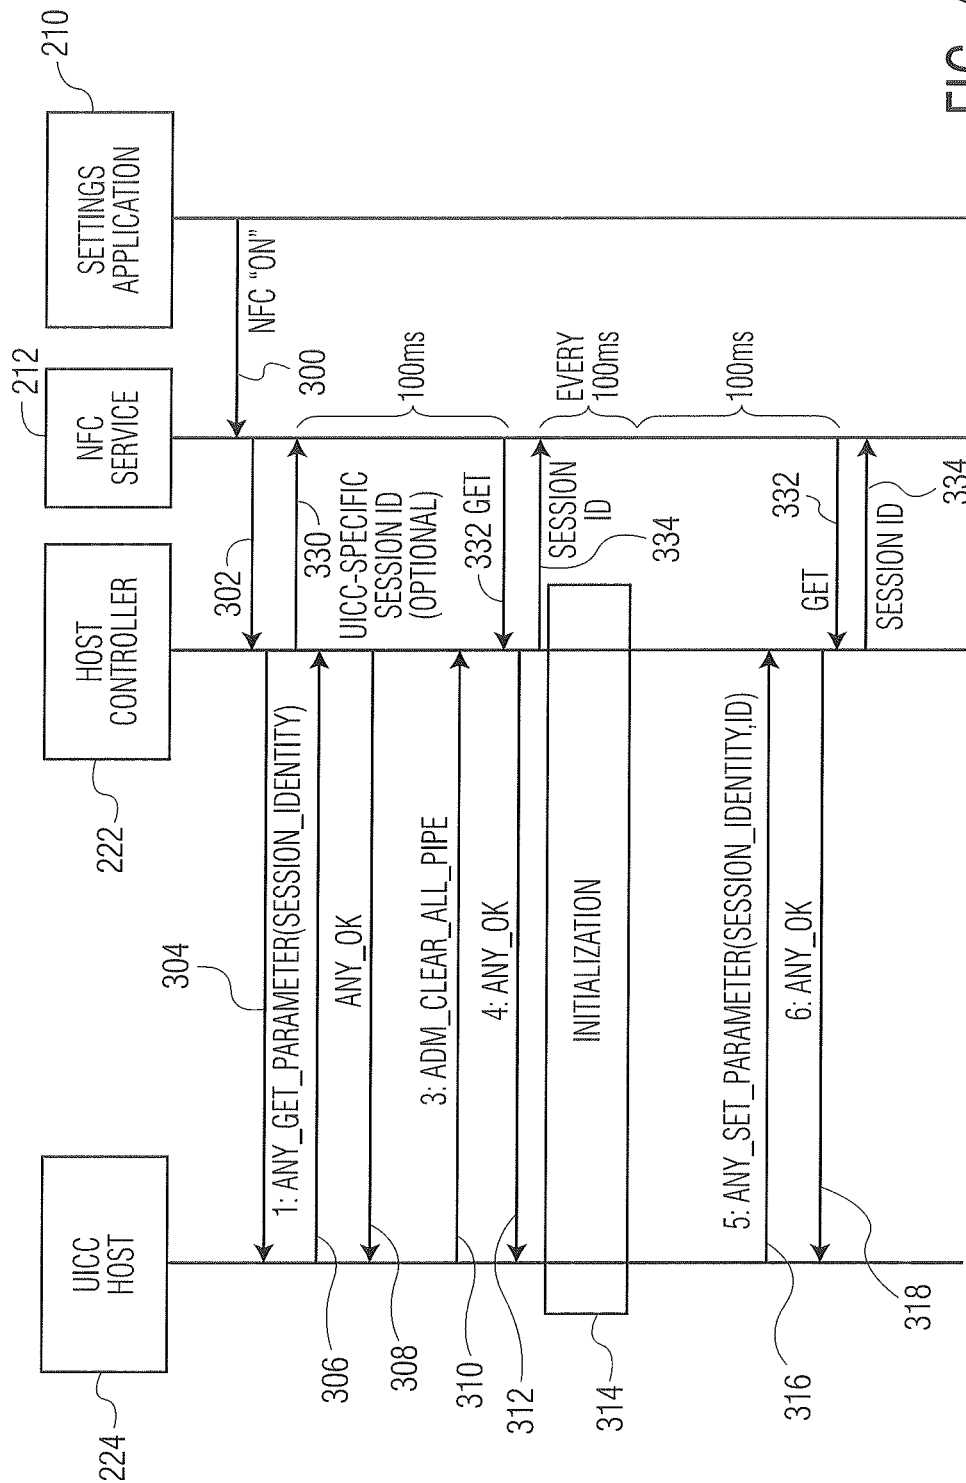 224
UICC
HOST
222
HOST
CONTROLLER
212
NFC
SERVICE
210
SETTINGS
APPLICATION
NFC "ON"
300
302
304
330
UICC-SPECIFIC
SESSION ID
(OPTIONAL)
100ms
1: ANY_GET_PARAMETER(SESSION_IDENTITY)
306
ANY_OK
308
3: ADM_CLEAR_ALL_PIPE
310
332 GET
4: ANY_OK
312
SESSION
ID
334
EVERY
100ms
INITIALIZATION
314
100ms
5: ANY_SET_PARAMETER(SESSION_IDENTITY,ID)
316
GET
332
6: ANY_OK
318
SESSION ID
334
FIG.